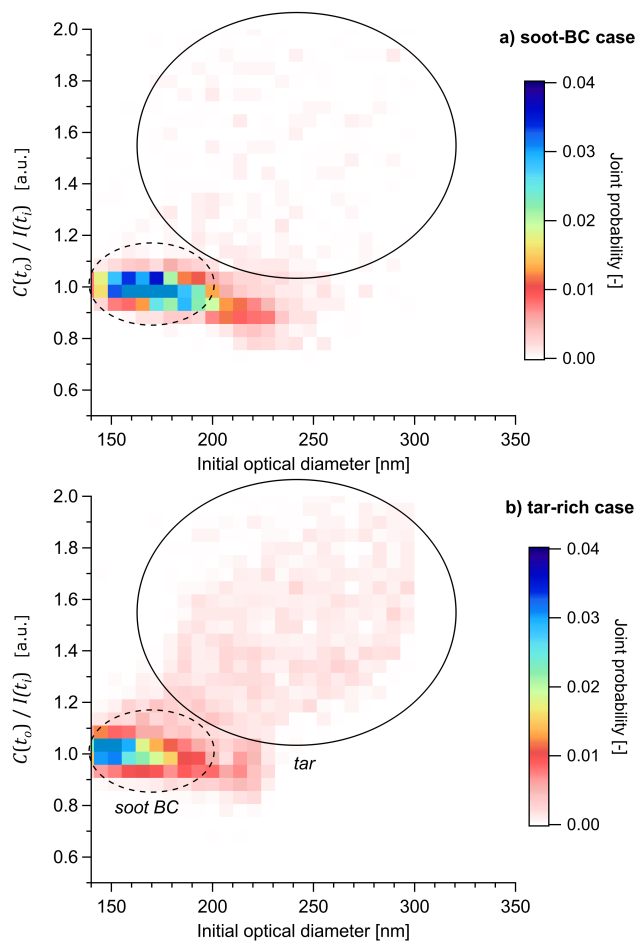 a) soot-BC case
2.0
1.8
1.6
1.4
1.2
1.0
0.8
0.6
C(t₀) / I(tᵢ) [a.u.]
0.04
0.03
0.02
0.01
0.00
Joint probability [-]
150 200 250 300 350
Initial optical diameter [nm]
b) tar-rich case
2.0
1.8
1.6
1.4
1.2
1.0
0.8
0.6
C(t₀) / I(tᵢ) [a.u.]
0.04
0.03
0.02
0.01
0.00
Joint probability [-]
tar
soot BC
150 200 250 300 350
Initial optical diameter [nm]